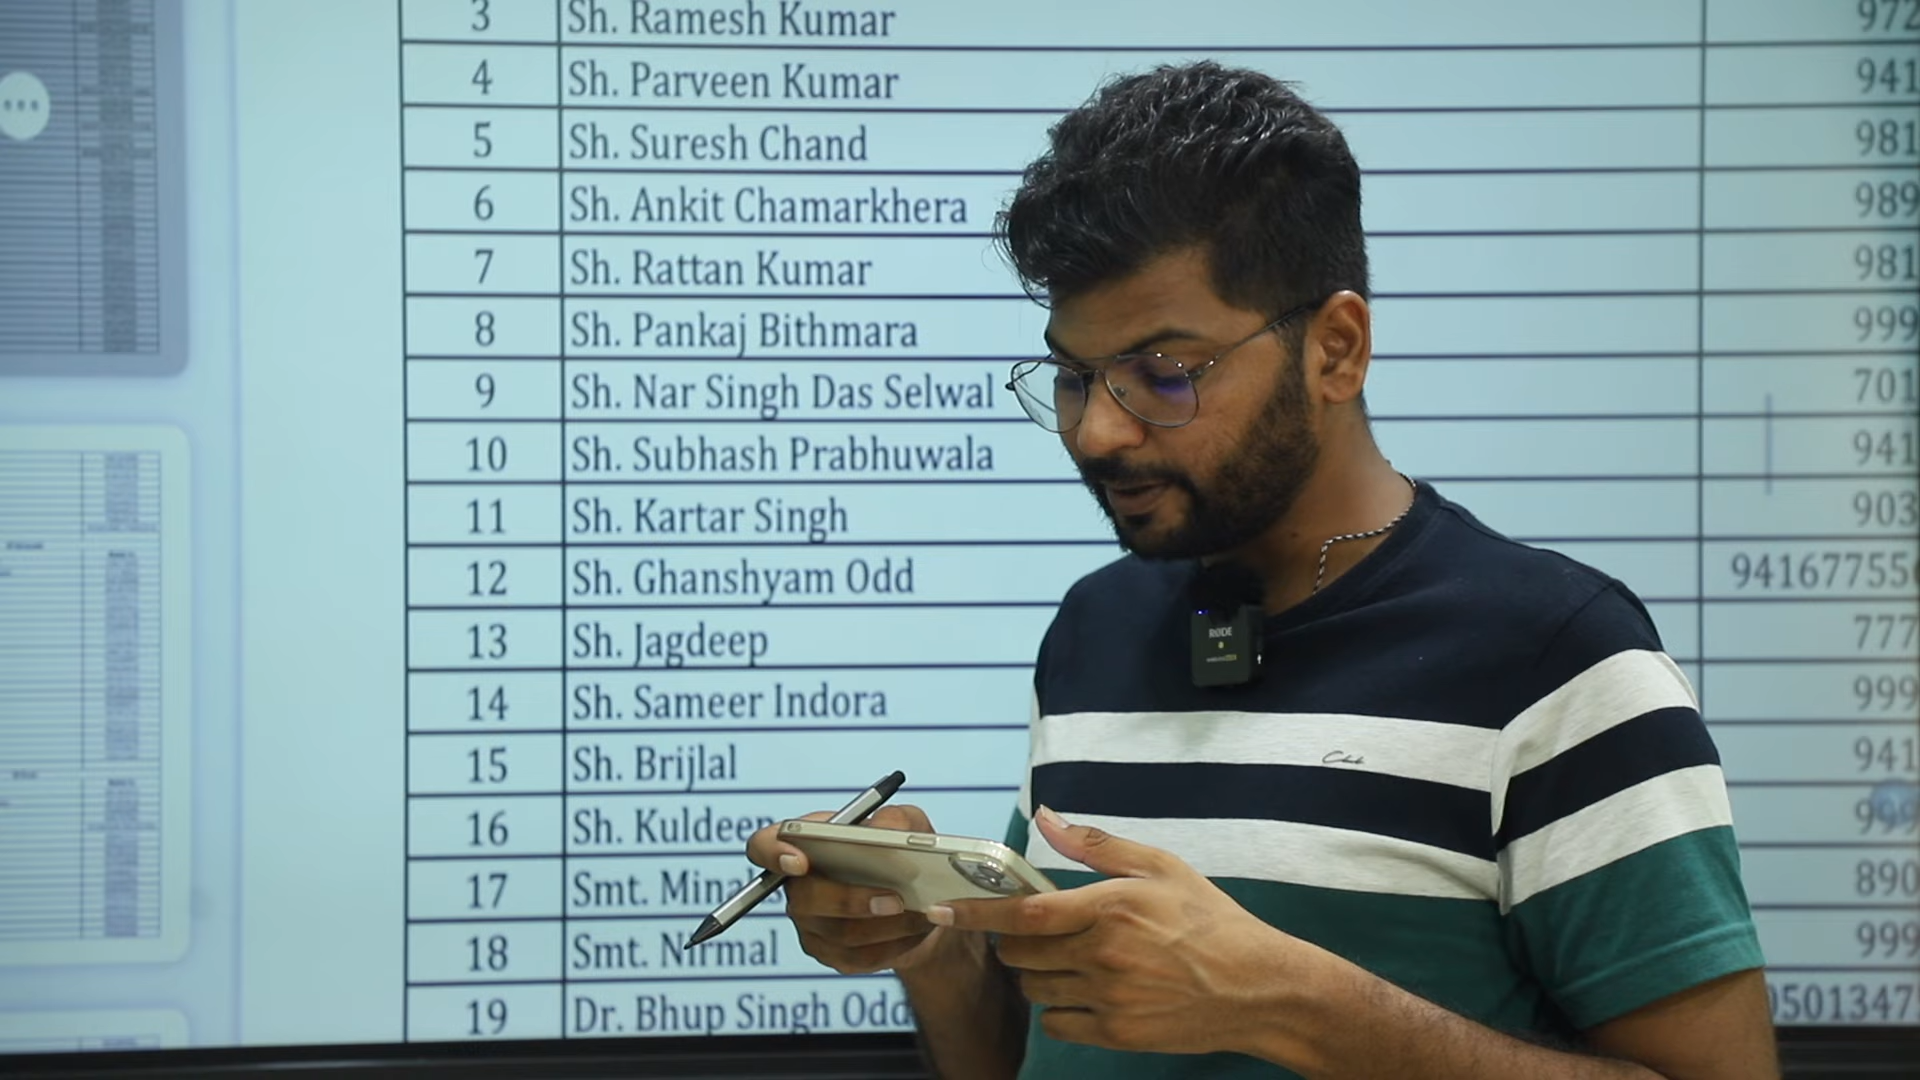 3 Sh. Ramesh Kumar 972
4 Sh. Parveen Kumar 941
5 Sh. Suresh Chand 981
6 Sh. Ankit Chamarkhera 989
7 Sh. Rattan Kumar 981
8 Sh. Pankaj Bithmara 999
9 Sh. Nar Singh Das Selwal 701
10 Sh. Subhash Prabhuwala 941
11 Sh. Kartar Singh 903
12 Sh. Ghanshyam Odd 94167755
13 Sh. Jagdeep 777
14 Sh. Sameer Indora 999
15 Sh. Brijlal 941
16 Sh. Kuldeep 999
17 Smt. 890
18 Smt. Nirmal 999
19 Dr. Bhup Singh Odd 501347
RØDE
Club